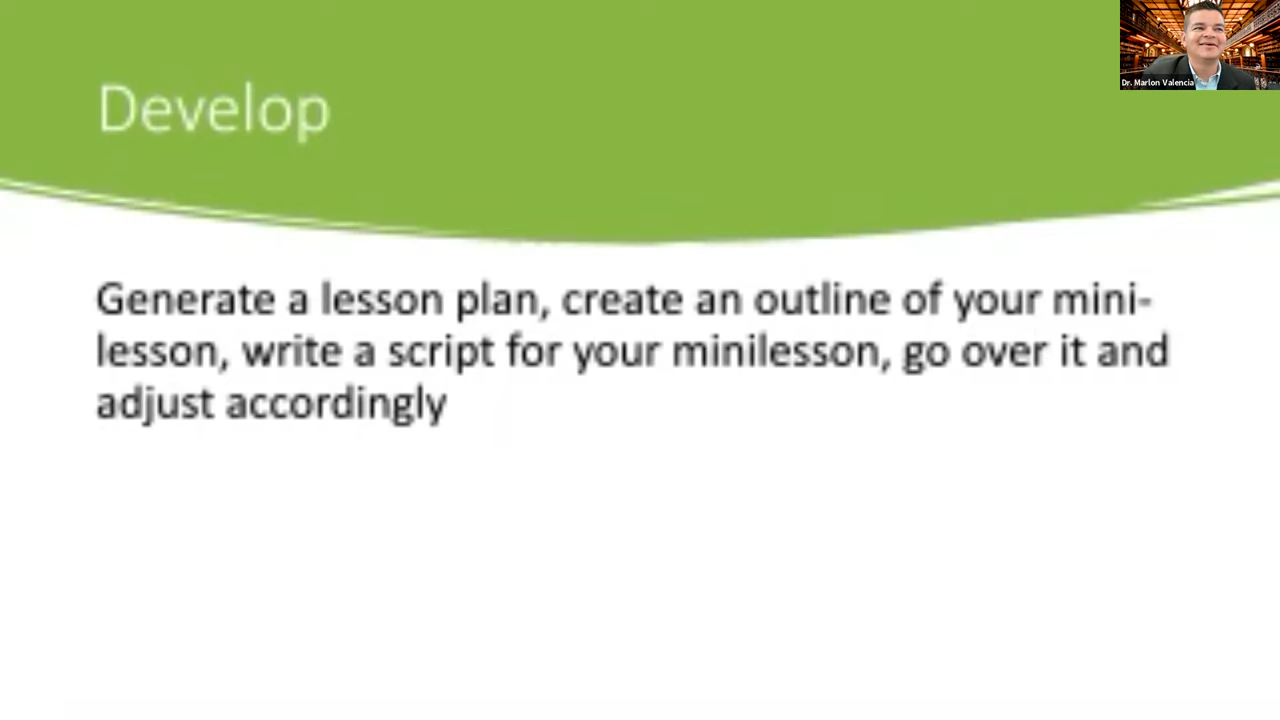 Develop
Dr. Marlon Valencia
Generate a lesson plan, create an outline of your mini-
lesson, write a script for your minilesson, go over it and
adjust accordingly